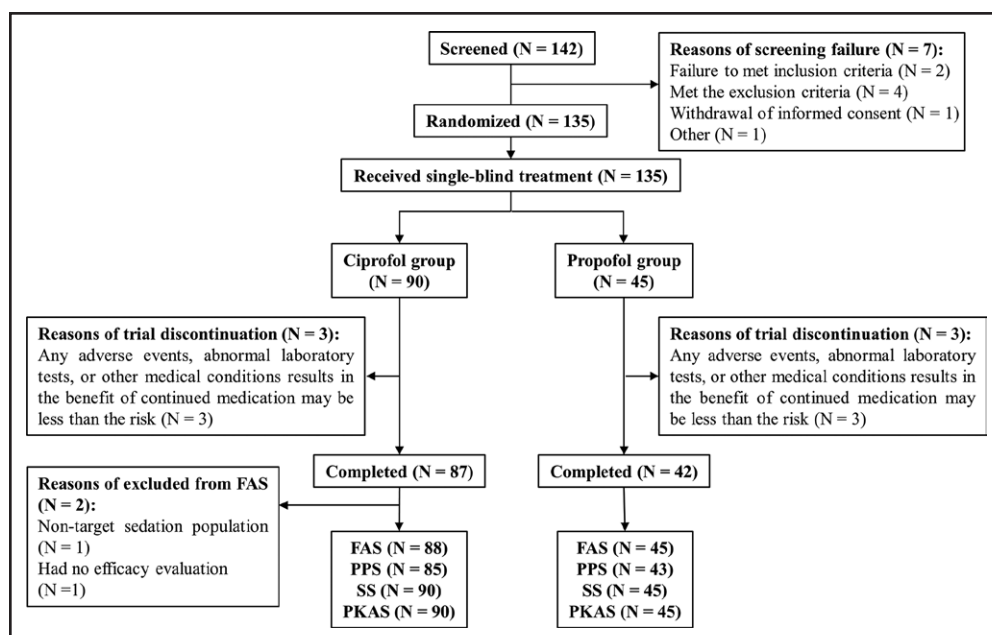 Screened (N = 142)
Reasons of screening failure (N = 7):
Failure to met inclusion criteria (N = 2)
Met the exclusion criteria (N = 4)
Withdrawal of informed consent (N = 1)
Other (N = 1)
Randomized (N = 135)
Received single-blind treatment (N = 135)
Ciprofol group
(N = 90)
Propofol group
(N = 45)
Reasons of trial discontinuation (N = 3):
Any adverse events, abnormal laboratory
tests, or other medical conditions results in
the benefit of continued medication may be
less than the risk (N = 3)
Reasons of trial discontinuation (N = 3):
Any adverse events, abnormal laboratory
tests, or other medical conditions results in
the benefit of continued medication may
be less than the risk (N = 3)
Completed (N = 87)
Completed (N = 42)
Reasons of excluded from FAS
(N = 2):
Non-target sedation population
(N = 1)
Had no efficacy evaluation
(N =1)
FAS (N = 88)
PPS (N = 85)
SS (N = 90)
PKAS (N = 90)
FAS (N = 45)
PPS (N = 43)
SS (N = 45)
PKAS (N = 45)